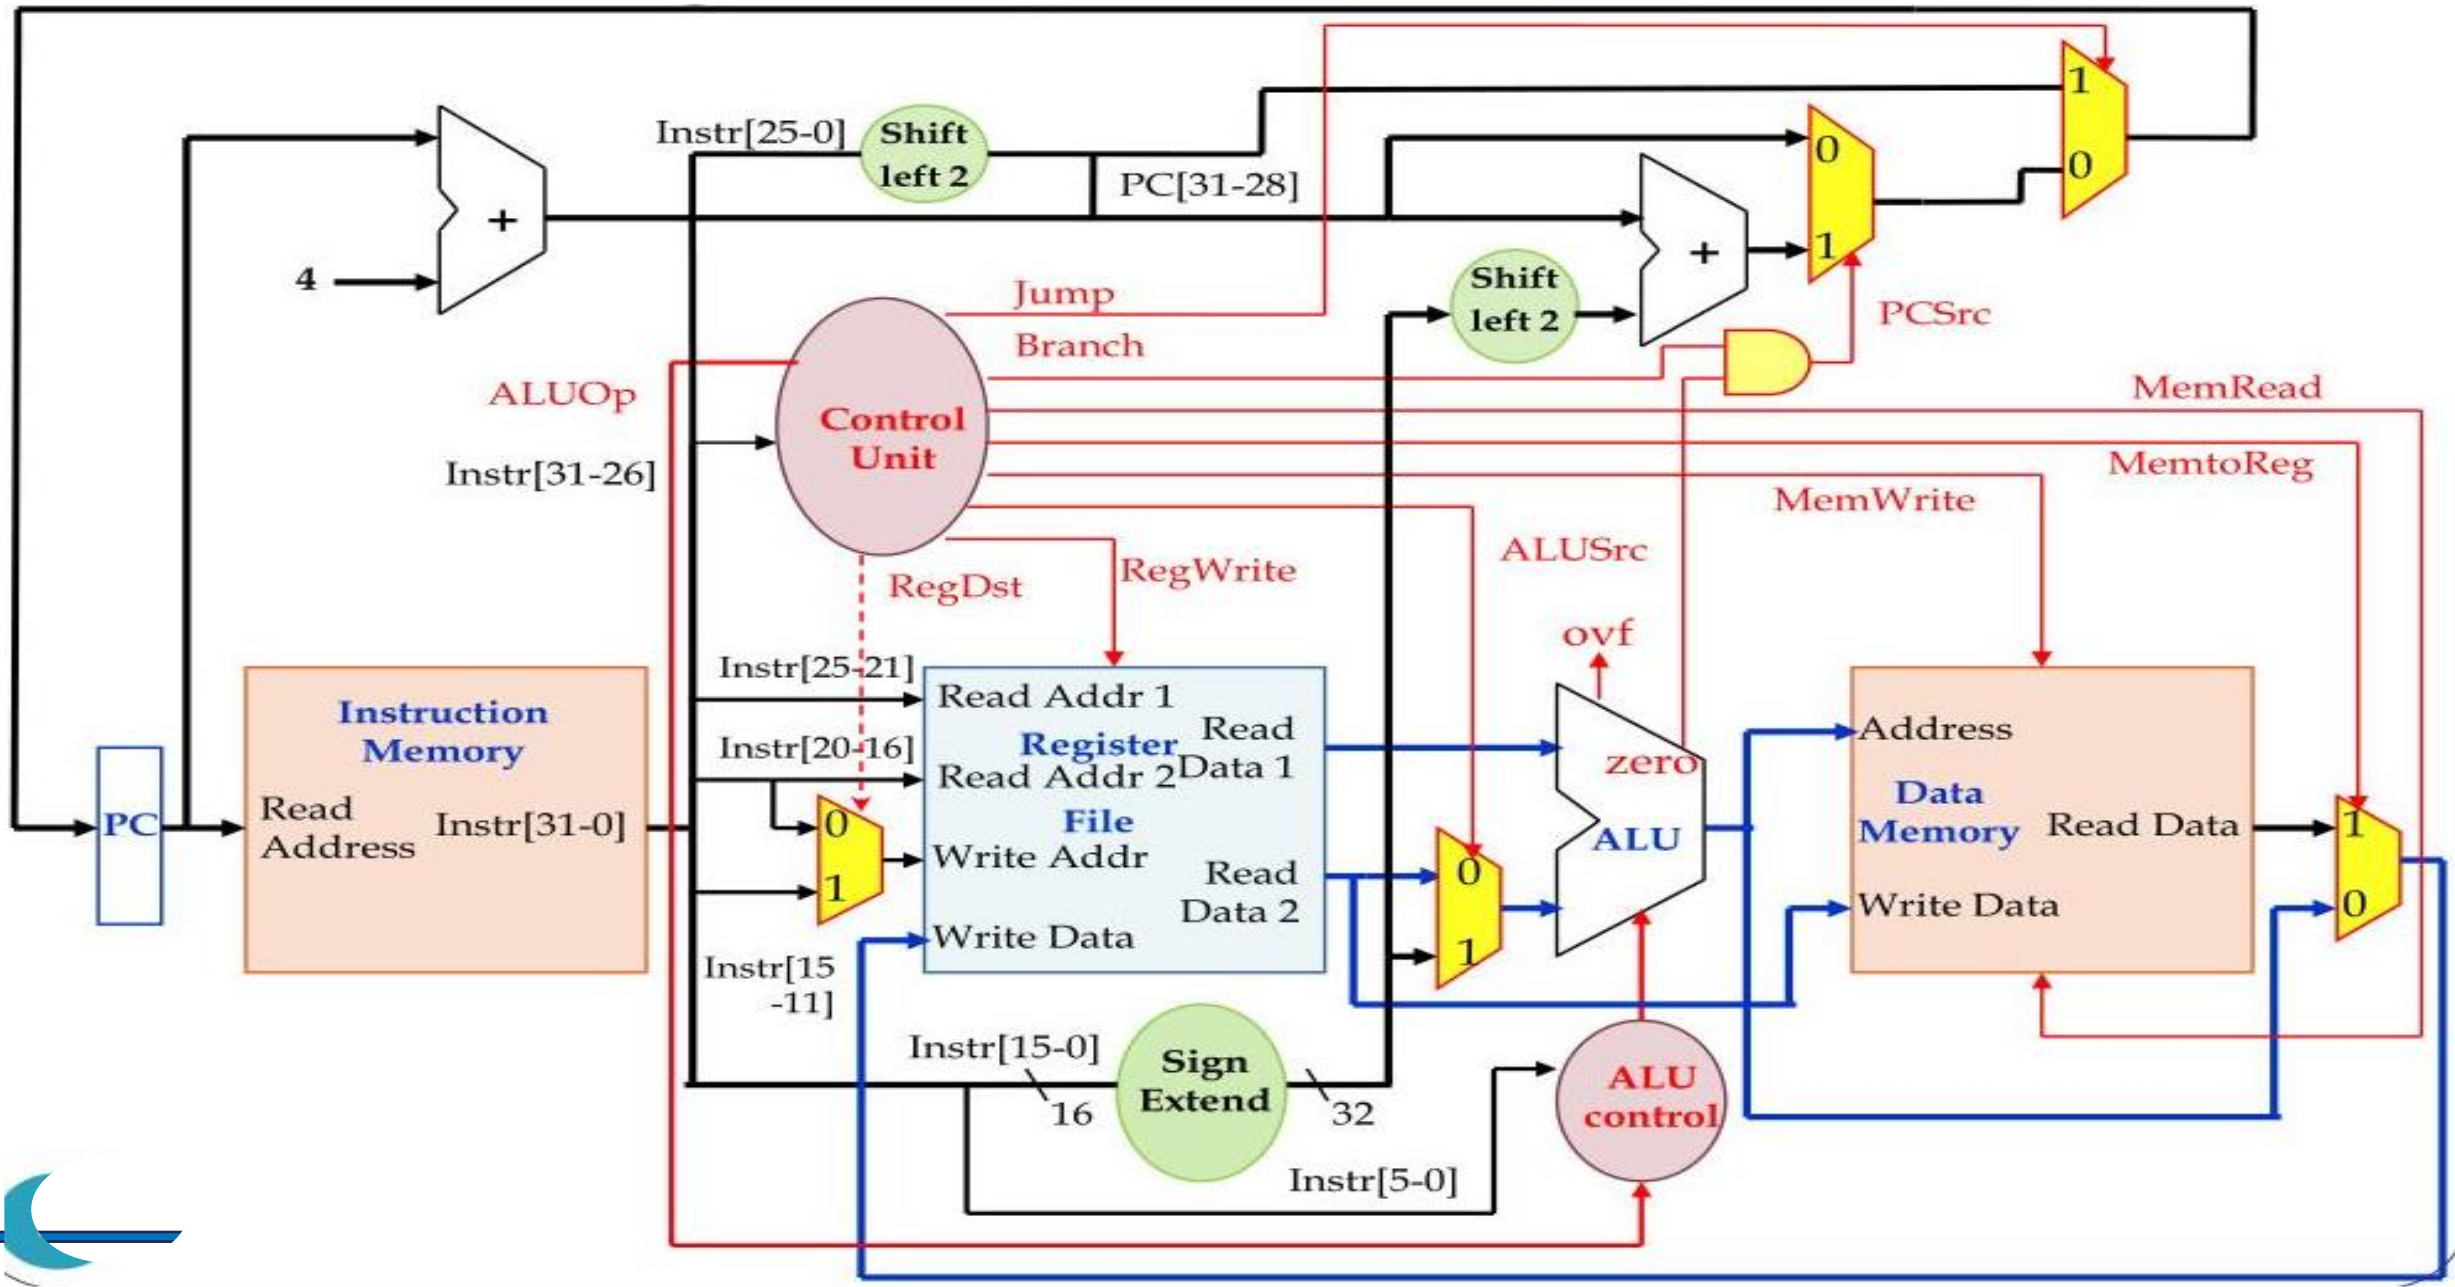 1
Instr[25-0]
Shift
left 2
0
0
PC[31-28]
+
1
+
4
Shift
left 2
Jump
PCSrc
Branch
ALUOp
MemRead
Control
Unit
MemtoReg
Instr[31-26]
MemWrite
ALUSrc
RegWrite
RegDst
ovf
Instr[25-21]
Instruction
Memory
Read Addr 1
Read
Data 1
Register
File
Instr[20-16]
Read Addr 2
zero
Address
PC
Read
Address
Instr[31-0]
0
1
Write Addr
ALU
Data
Memory
Read Data
1
0
Read
Data 2
0
1
Write Data
Write Data
Instr[15
-11]
Instr[15-0]
16
Sign
Extend
32
ALU
control
Instr[5-0]